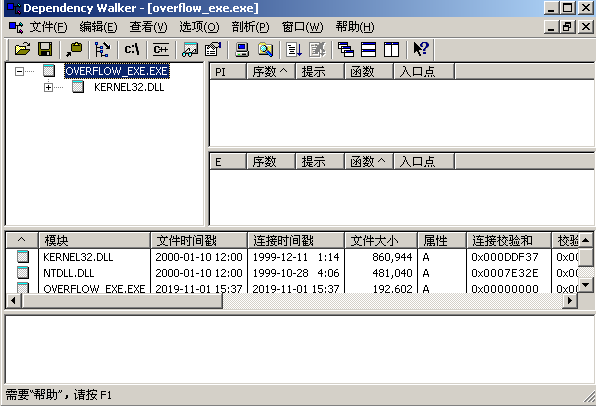 Dependency Walker - [overflow_exe.exe]
文件(F) 编辑(E) 查看(V) 选项(O) 剖析(P) 窗口(W) 帮助(H)
c:\ C++
OVERFLOW_EXE.EXE
KERNEL32.DLL
PI 序数 ^ 提示 函数 入口点
E 序数 提示 函数 ^ 入口点
^ 模块 文件时间戳 连接时间戳 文件大小 属性 连接校验和 校验
KERNEL32.DLL 2000-01-10 12:00 1999-12-11 1:14 860,944 A 0x000DDF37 0x00
NTDLL.DLL 2000-01-10 12:00 1999-10-28 4:06 481,040 A 0x0007E32E 0x00
OVERFLOW_EXE.EXE 2019-11-01 15:37 2019-11-01 15:37 192,602 A 0x00000000 0x00
需要“帮助”，请按 F1